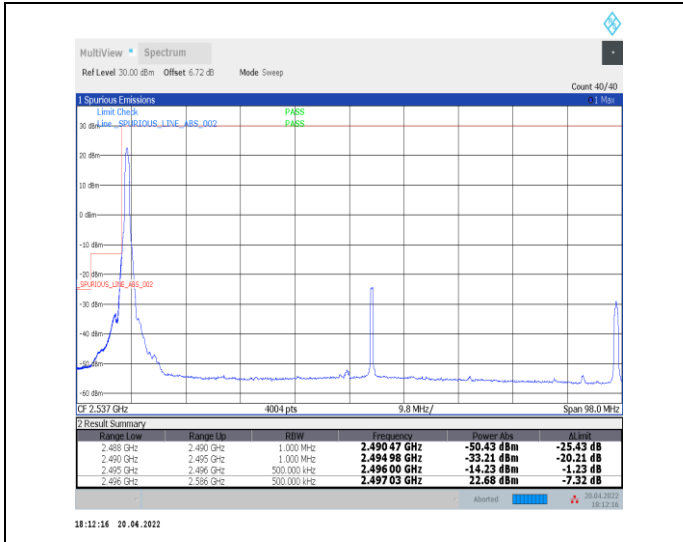 MultiView Spectrum
Ref Level 30.00 dBm Offset 6.72 dB Mode Sweep
Count 40/40
1 Spurious Emissions 1 Max
Limit Check PASS
Line _SPURIOUS_LINE_ABS_002 PASS
30 dBm
20 dBm
10 dBm
0 dBm
-10 dBm
-20 dBm
_SPURIOUS_LINE_ABS_002
-30 dBm
-40 dBm
-50 dBm
-60 dBm
CF 2.537 GHz 4004 pts 9.8 MHz/ Span 98.0 MHz
2 Result Summary
Range Low Range Up RBW Frequency Power Abs ΔLimit
2.488 GHz 2.490 GHz 1.000 MHz 2.490 47 GHz -50.43 dBm -25.43 dB
2.490 GHz 2.495 GHz 1.000 MHz 2.494 98 GHz -33.21 dBm -20.21 dB
2.495 GHz 2.496 GHz 500.000 kHz 2.496 00 GHz -14.23 dBm -1.23 dB
2.496 GHz 2.586 GHz 500.000 kHz 2.497 03 GHz 22.68 dBm -7.32 dB
Aborted 20.04.2022
18:12:16
18:12:16 20.04.2022